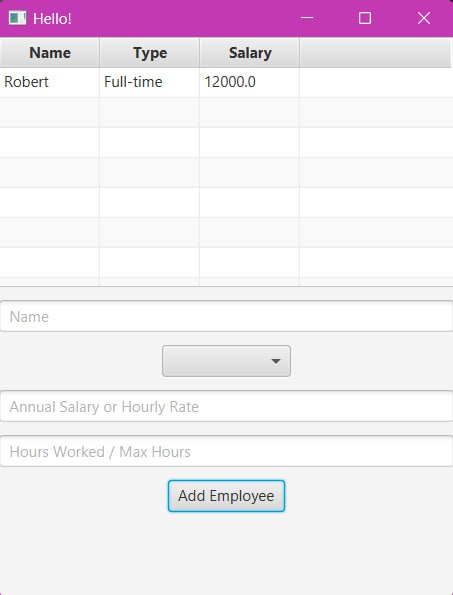 Hello!
Name Type Salary
Robert Full-time 12000.0
Name
Annual Salary or Hourly Rate
Hours Worked / Max Hours
Add Employee